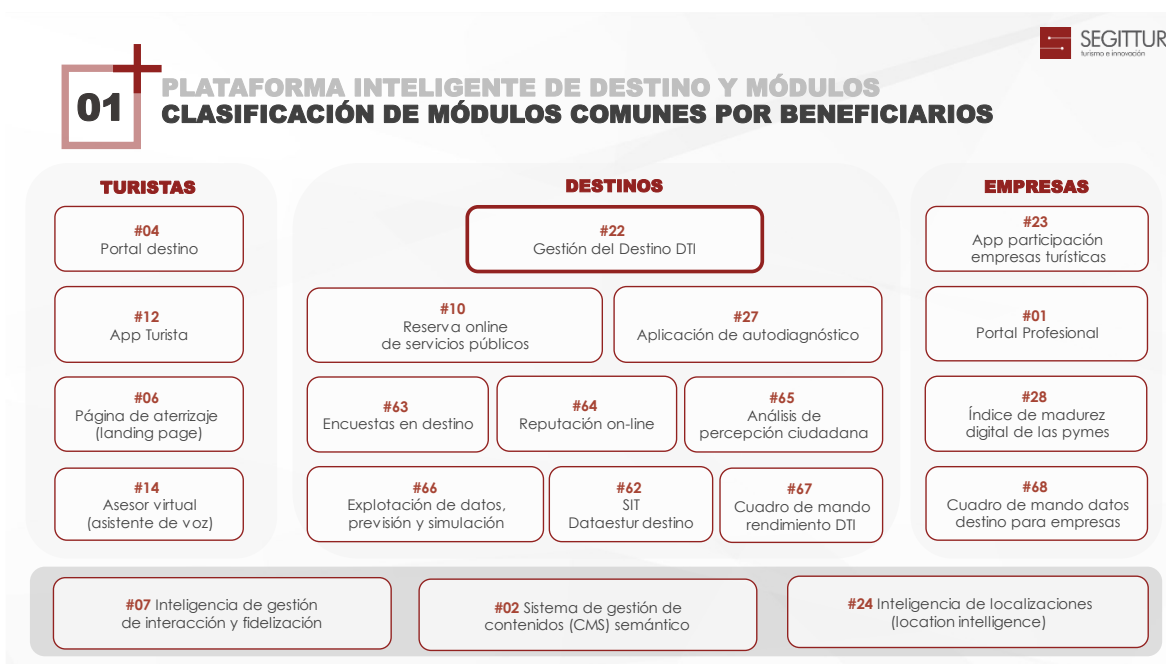 SEGITTUR
turismo e innovación
01
PLATAFORMA INTELIGENTE DE DESTINO Y MÓDULOS
CLASIFICACIÓN DE MÓDULOS COMUNES POR BENEFICIARIOS
TURISTAS
#04
Portal destino
#12
App Turista
#06
Página de aterrizaje
(landing page)
#14
Asesor virtual
(asistente de voz)
DESTINOS
#22
Gestión del Destino DTI
#10
Reserva online
de servicios públicos
#27
Aplicación de autodiagnóstico
#63
Encuestas en destino
#64
Reputación on-line
#65
Análisis de
percepción ciudadana
#66
Explotación de datos,
previsión y simulación
#62
SIT
Dataestur destino
#67
Cuadro de mando
rendimiento DTI
EMPRESAS
#23
App participación
empresas turísticas
#01
Portal Profesional
#28
Índice de madurez
digital de las pymes
#68
Cuadro de mando datos
destino para empresas
#07 Inteligencia de gestión
de interacción y fidelización
#02 Sistema de gestión de
contenidos (CMS) semántico
#24 Inteligencia de localizaciones
(location intelligence)